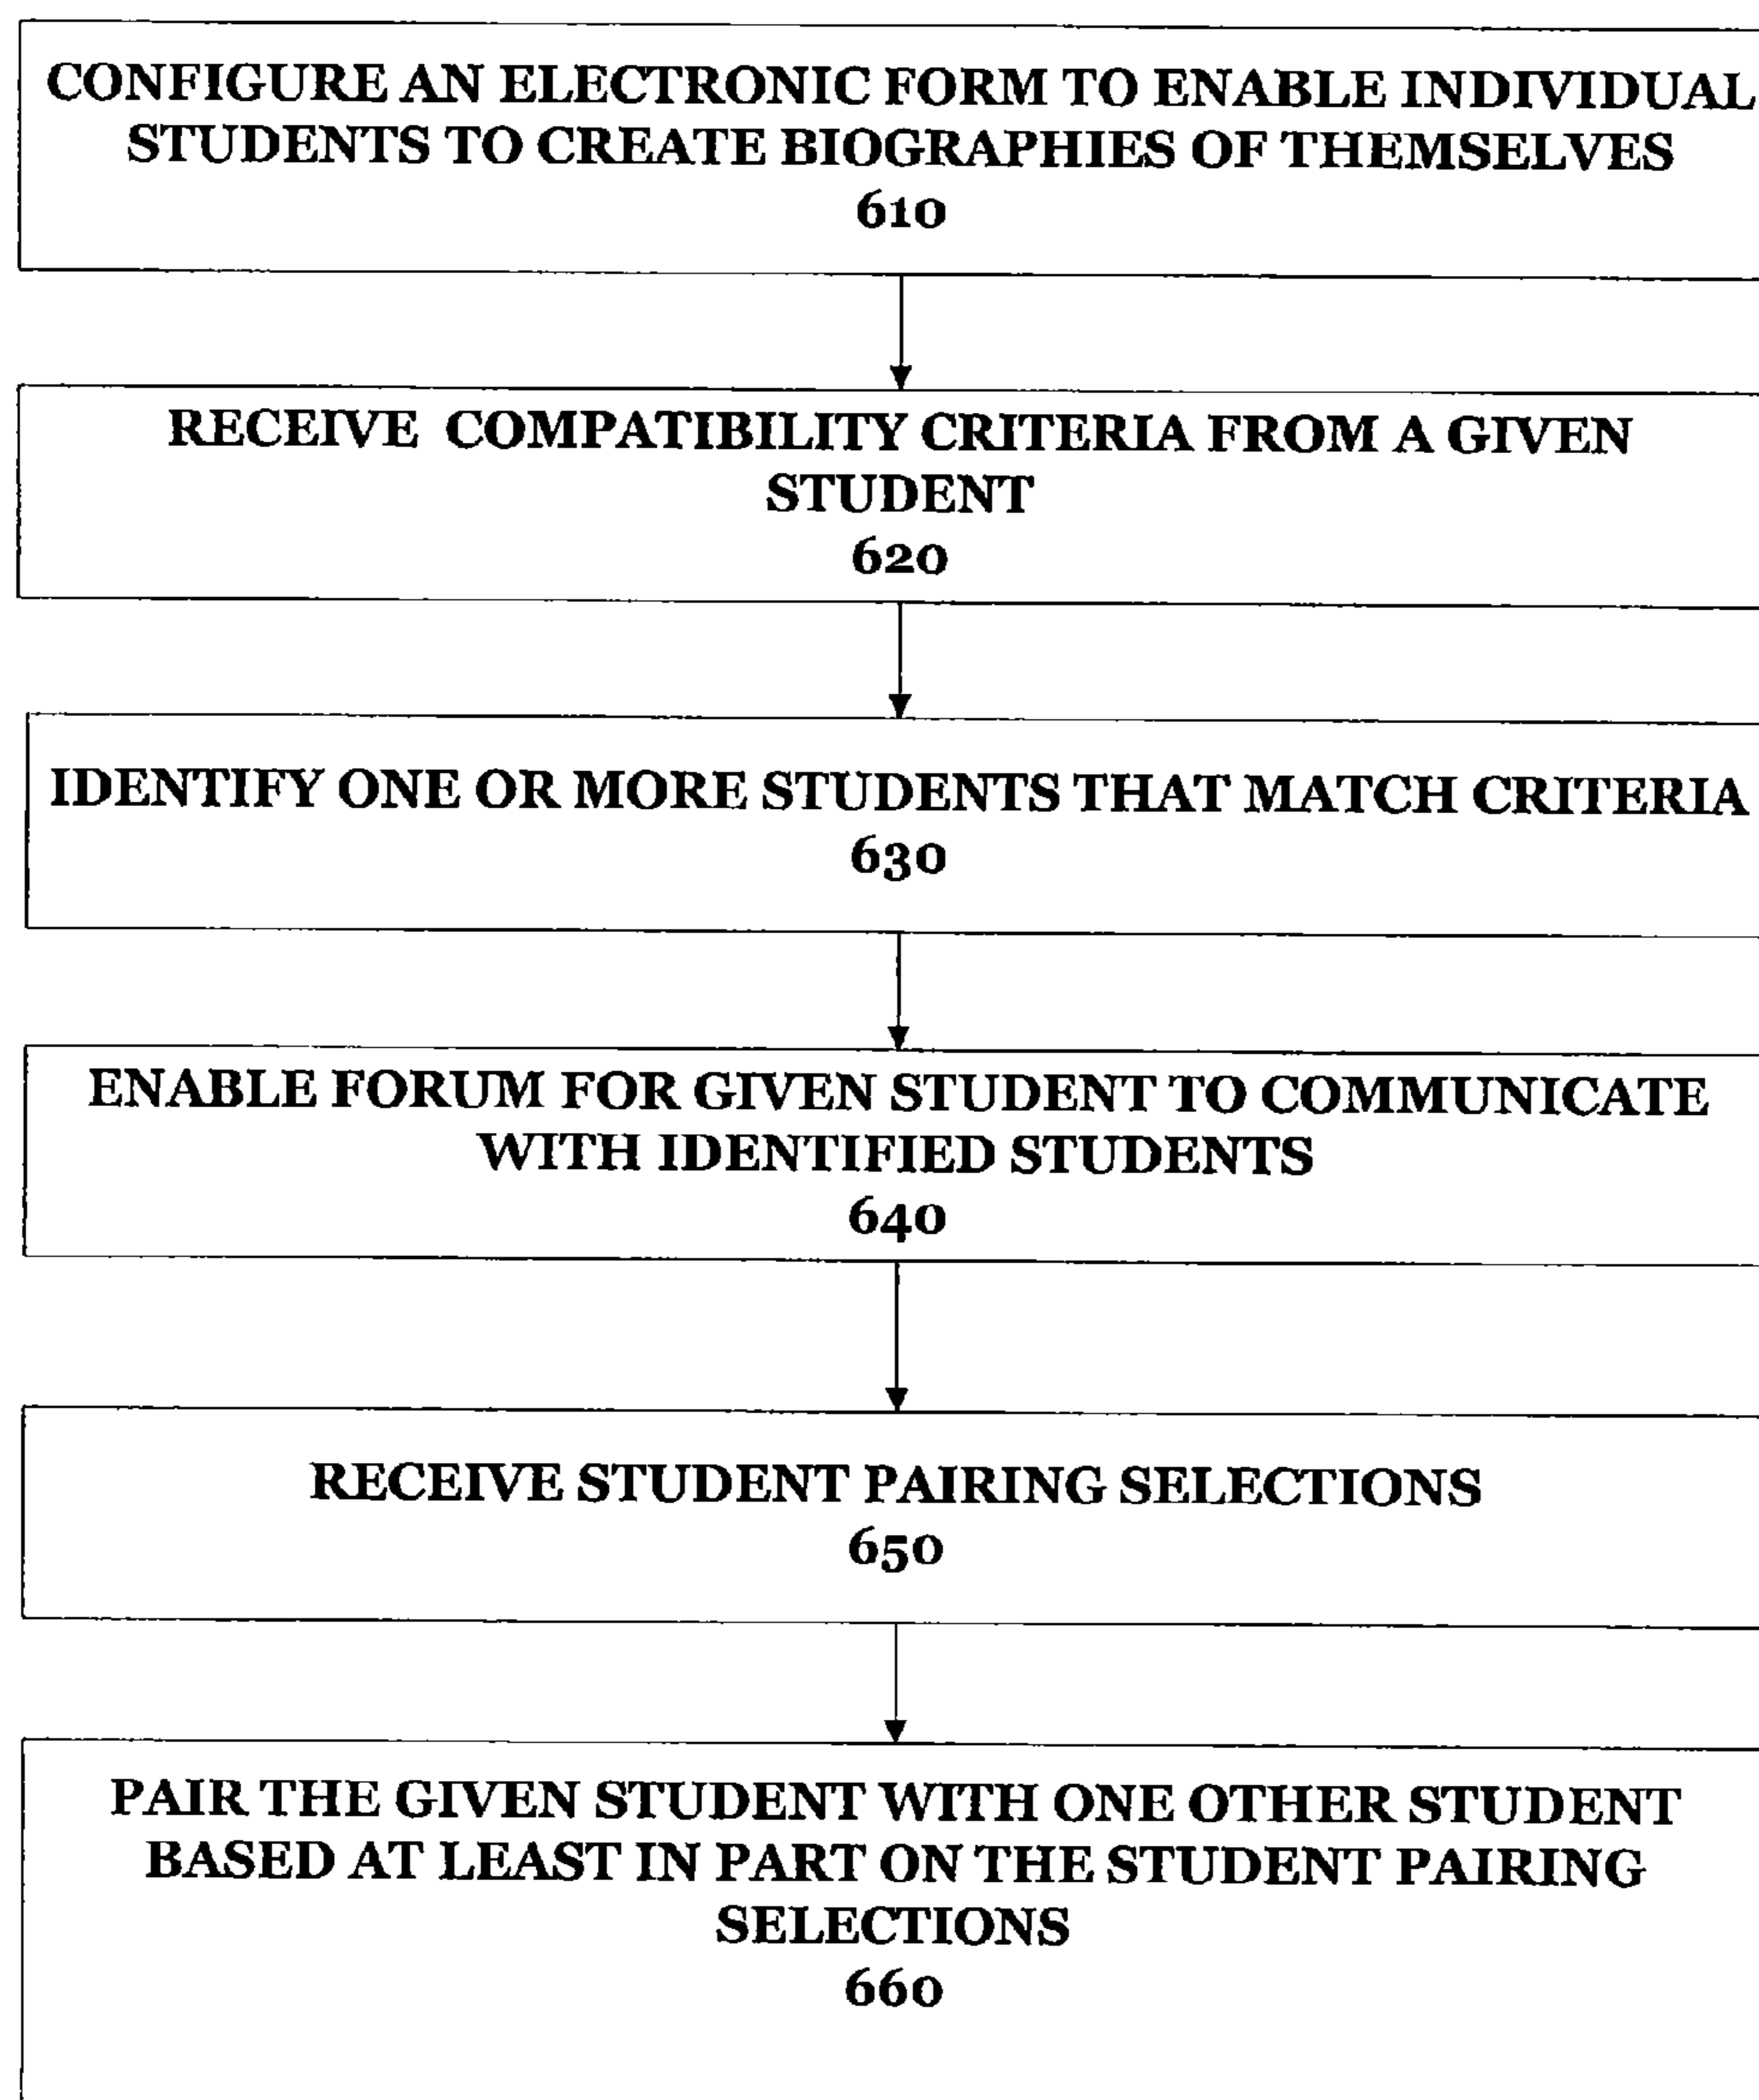 CONFIGURE AN ELECTRONIC FORM TO ENABLE INDIVIDUAL
STUDENTS TO CREATE BIOGRAPHIES OF THEMSELVES
610
RECEIVE COMPATIBILITY CRITERIA FROM A GIVEN
STUDENT
620
IDENTIFY ONE OR MORE STUDENTS THAT MATCH CRITERIA
630
ENABLE FORUM FOR GIVEN STUDENT TO COMMUNICATE
WITH IDENTIFIED STUDENTS
640
RECEIVE STUDENT PAIRING SELECTIONS
650
PAIR THE GIVEN STUDENT WITH ONE OTHER STUDENT
BASED AT LEAST IN PART ON THE STUDENT PAIRING
SELECTIONS
660